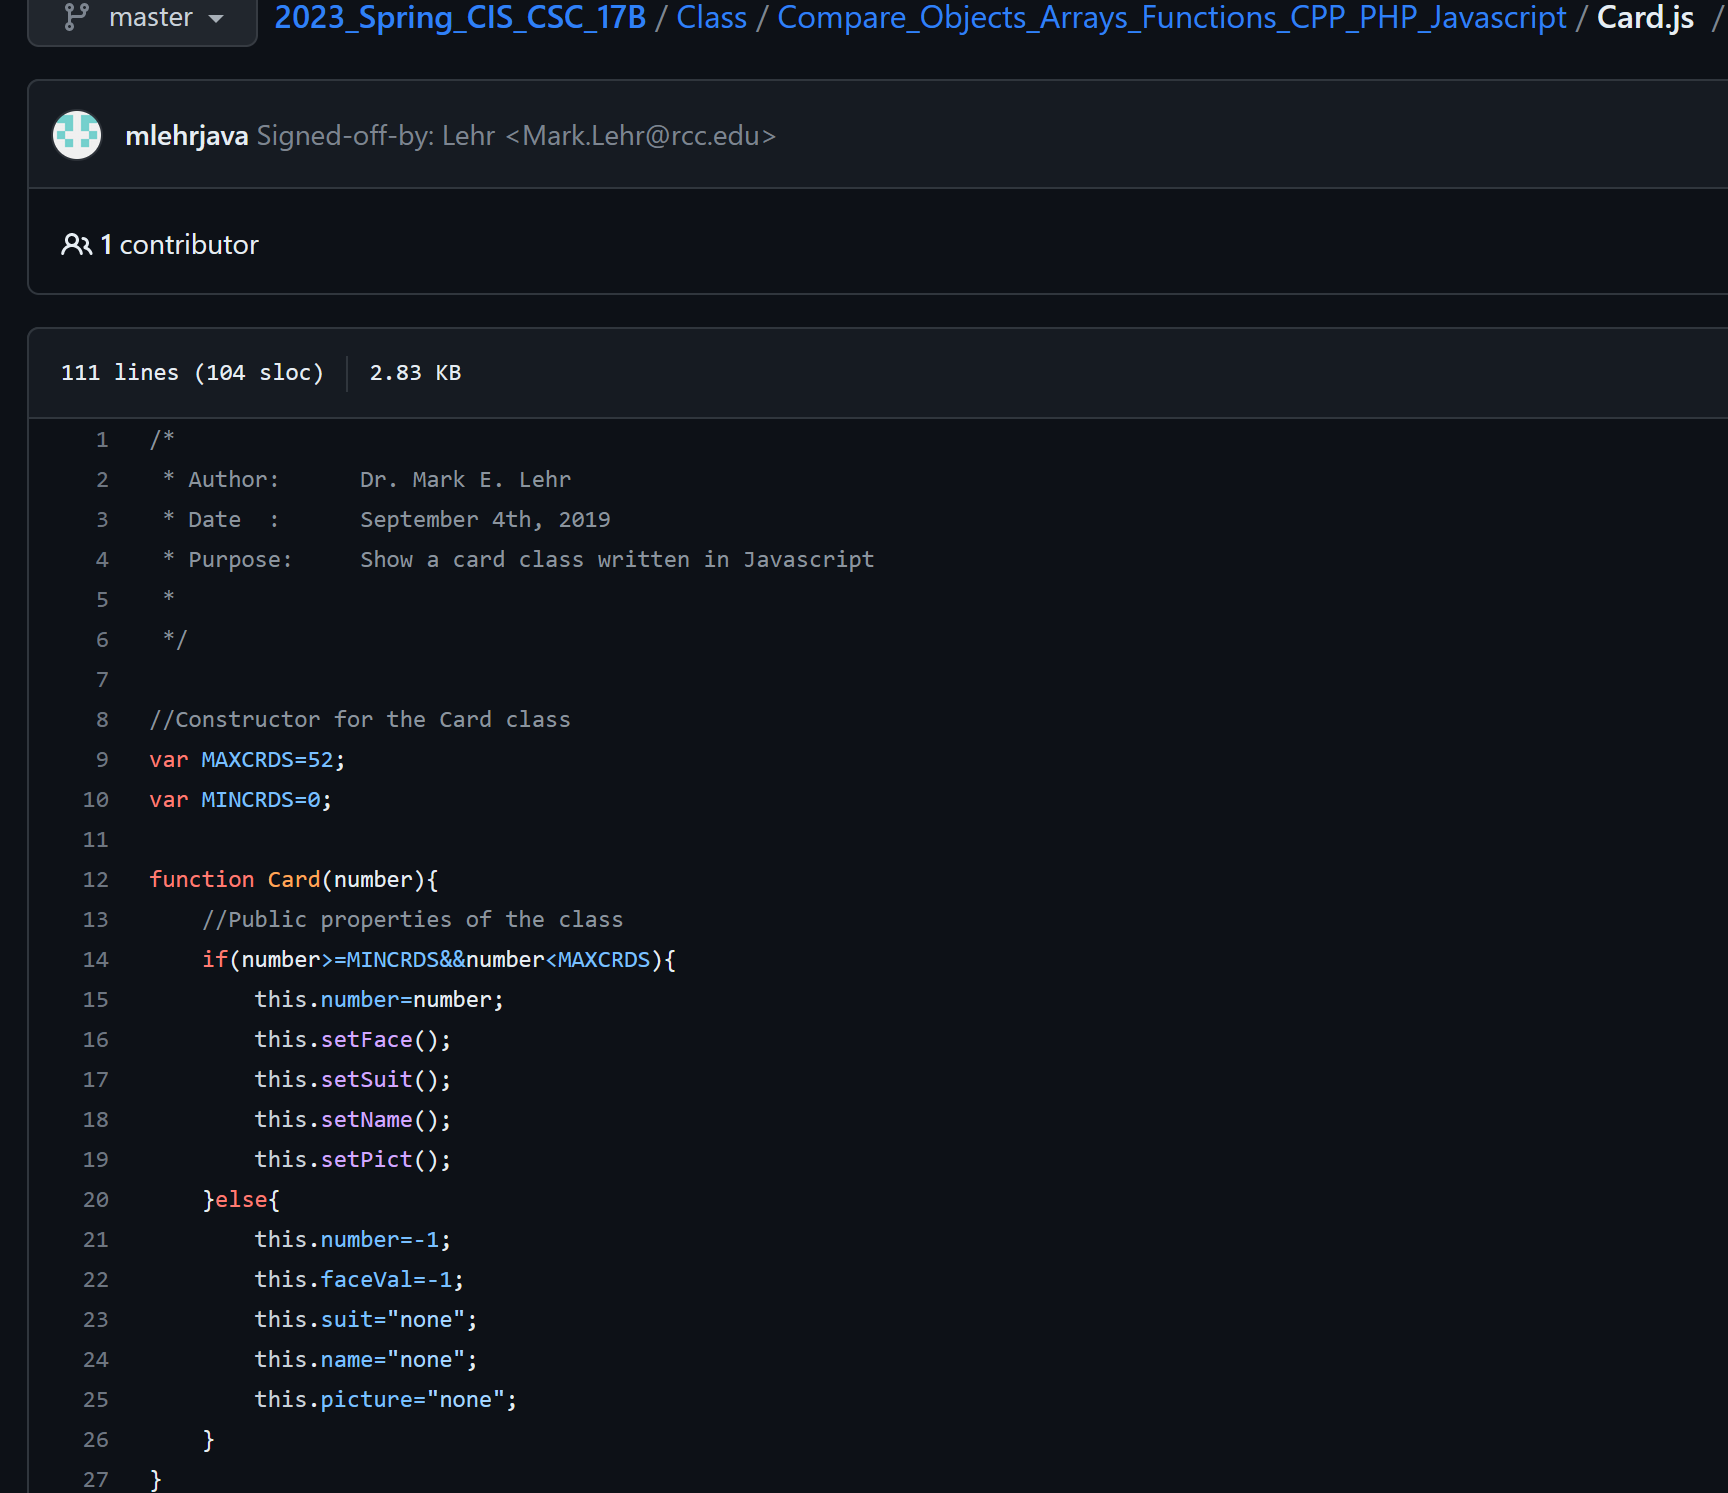 master 2023_Spring_CIS_CSC_17B / Class / Compare_Objects_Arrays_Functions_CPP_PHP_Javascript / Card.js /
mlehrjava Signed-off-by: Lehr <Mark.Lehr@rcc.edu>
1 contributor
111 lines (104 sloc) 2.83 KB
1 /*
2  * Author:      Dr. Mark E. Lehr
3  * Date  :      September 4th, 2019
4  * Purpose:     Show a card class written in Javascript
5  *
6  */
7
8 //Constructor for the Card class
9 var MAXCRDS=52;
10 var MINCRDS=0;
11
12 function Card(number){
13     //Public properties of the class
14     if(number>=MINCRDS&&number<MAXCRDS){
15         this.number=number;
16         this.setFace();
17         this.setSuit();
18         this.setName();
19         this.setPict();
20     }else{
21         this.number=-1;
22         this.faceVal=-1;
23         this.suit="none";
24         this.name="none";
25         this.picture="none";
26     }
27 }